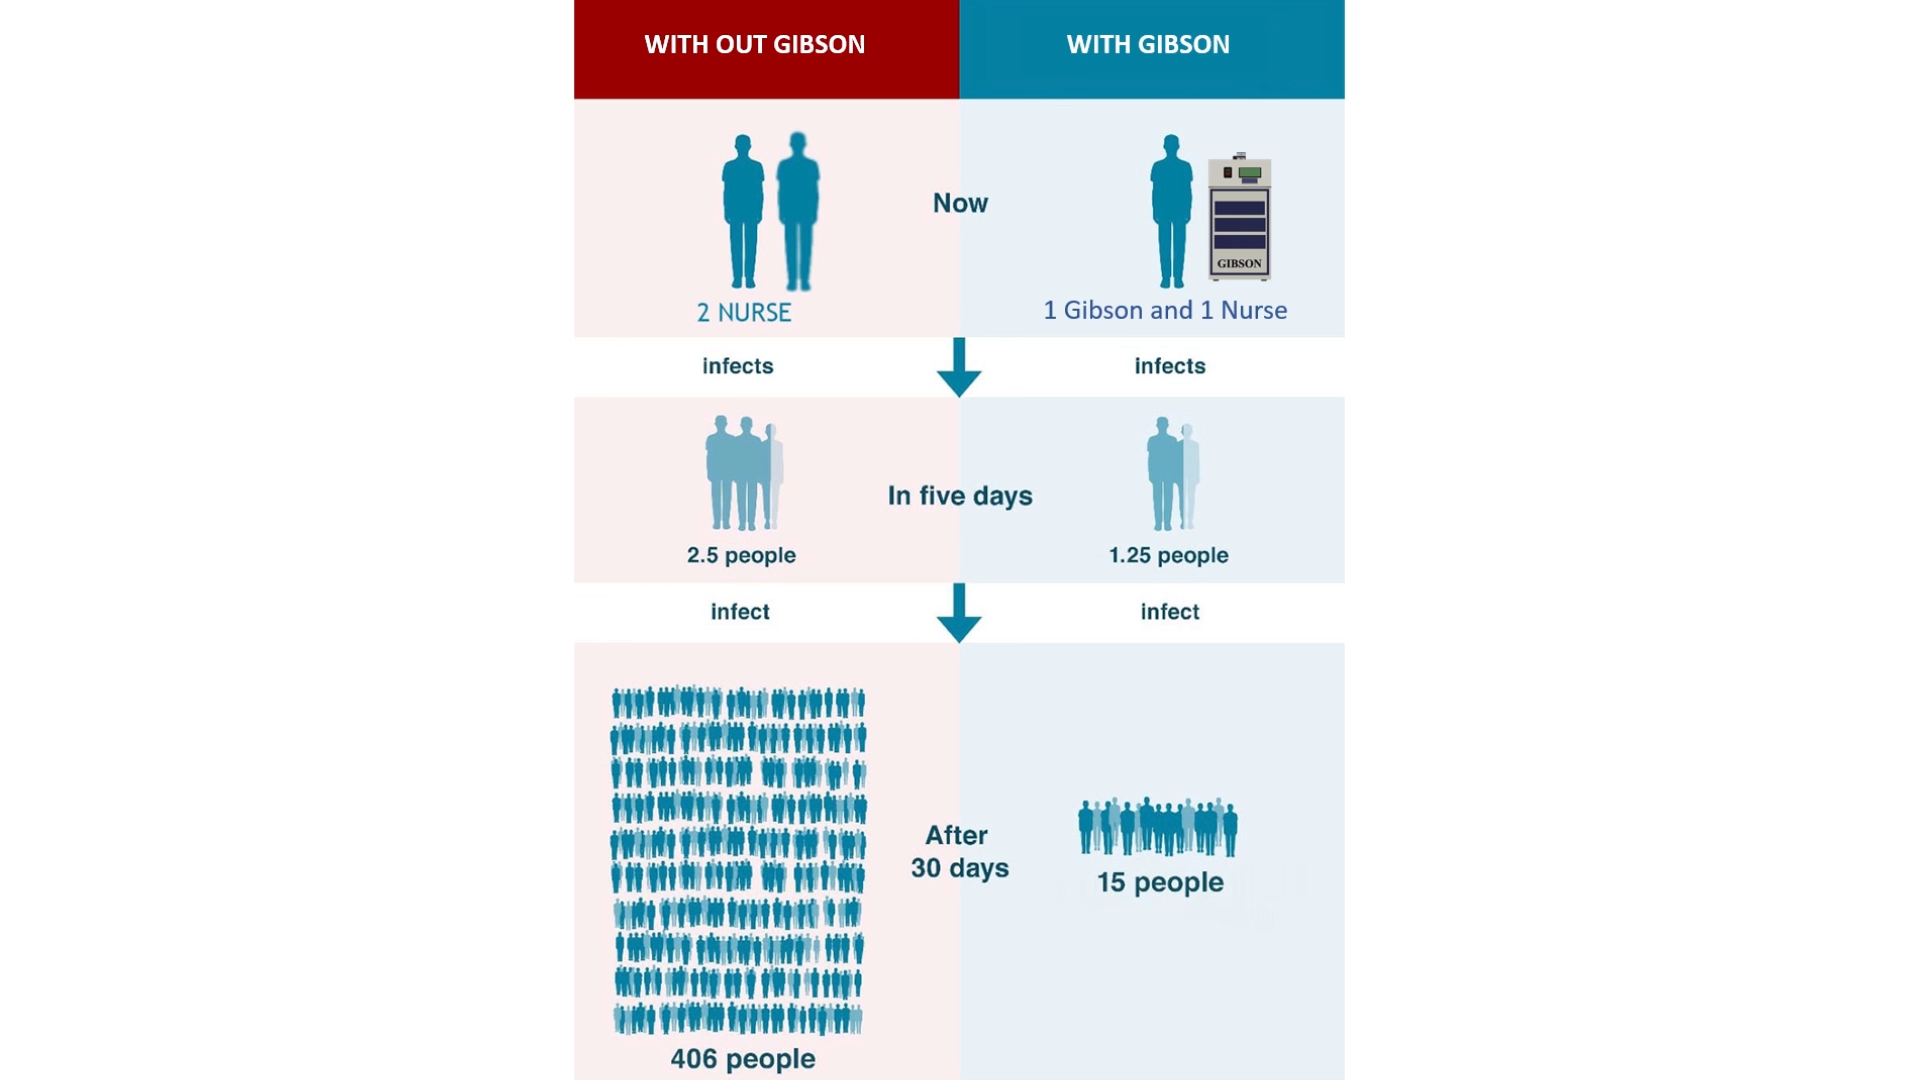 WITH OUT GIBSON
WITH GIBSON
Now
GIBSON
2 NURSE
1 Gibson and 1 Nurse
infects
infects
In five days
2.5 people
1.25 people
infect
infect
After
30 days
15 people
406 people